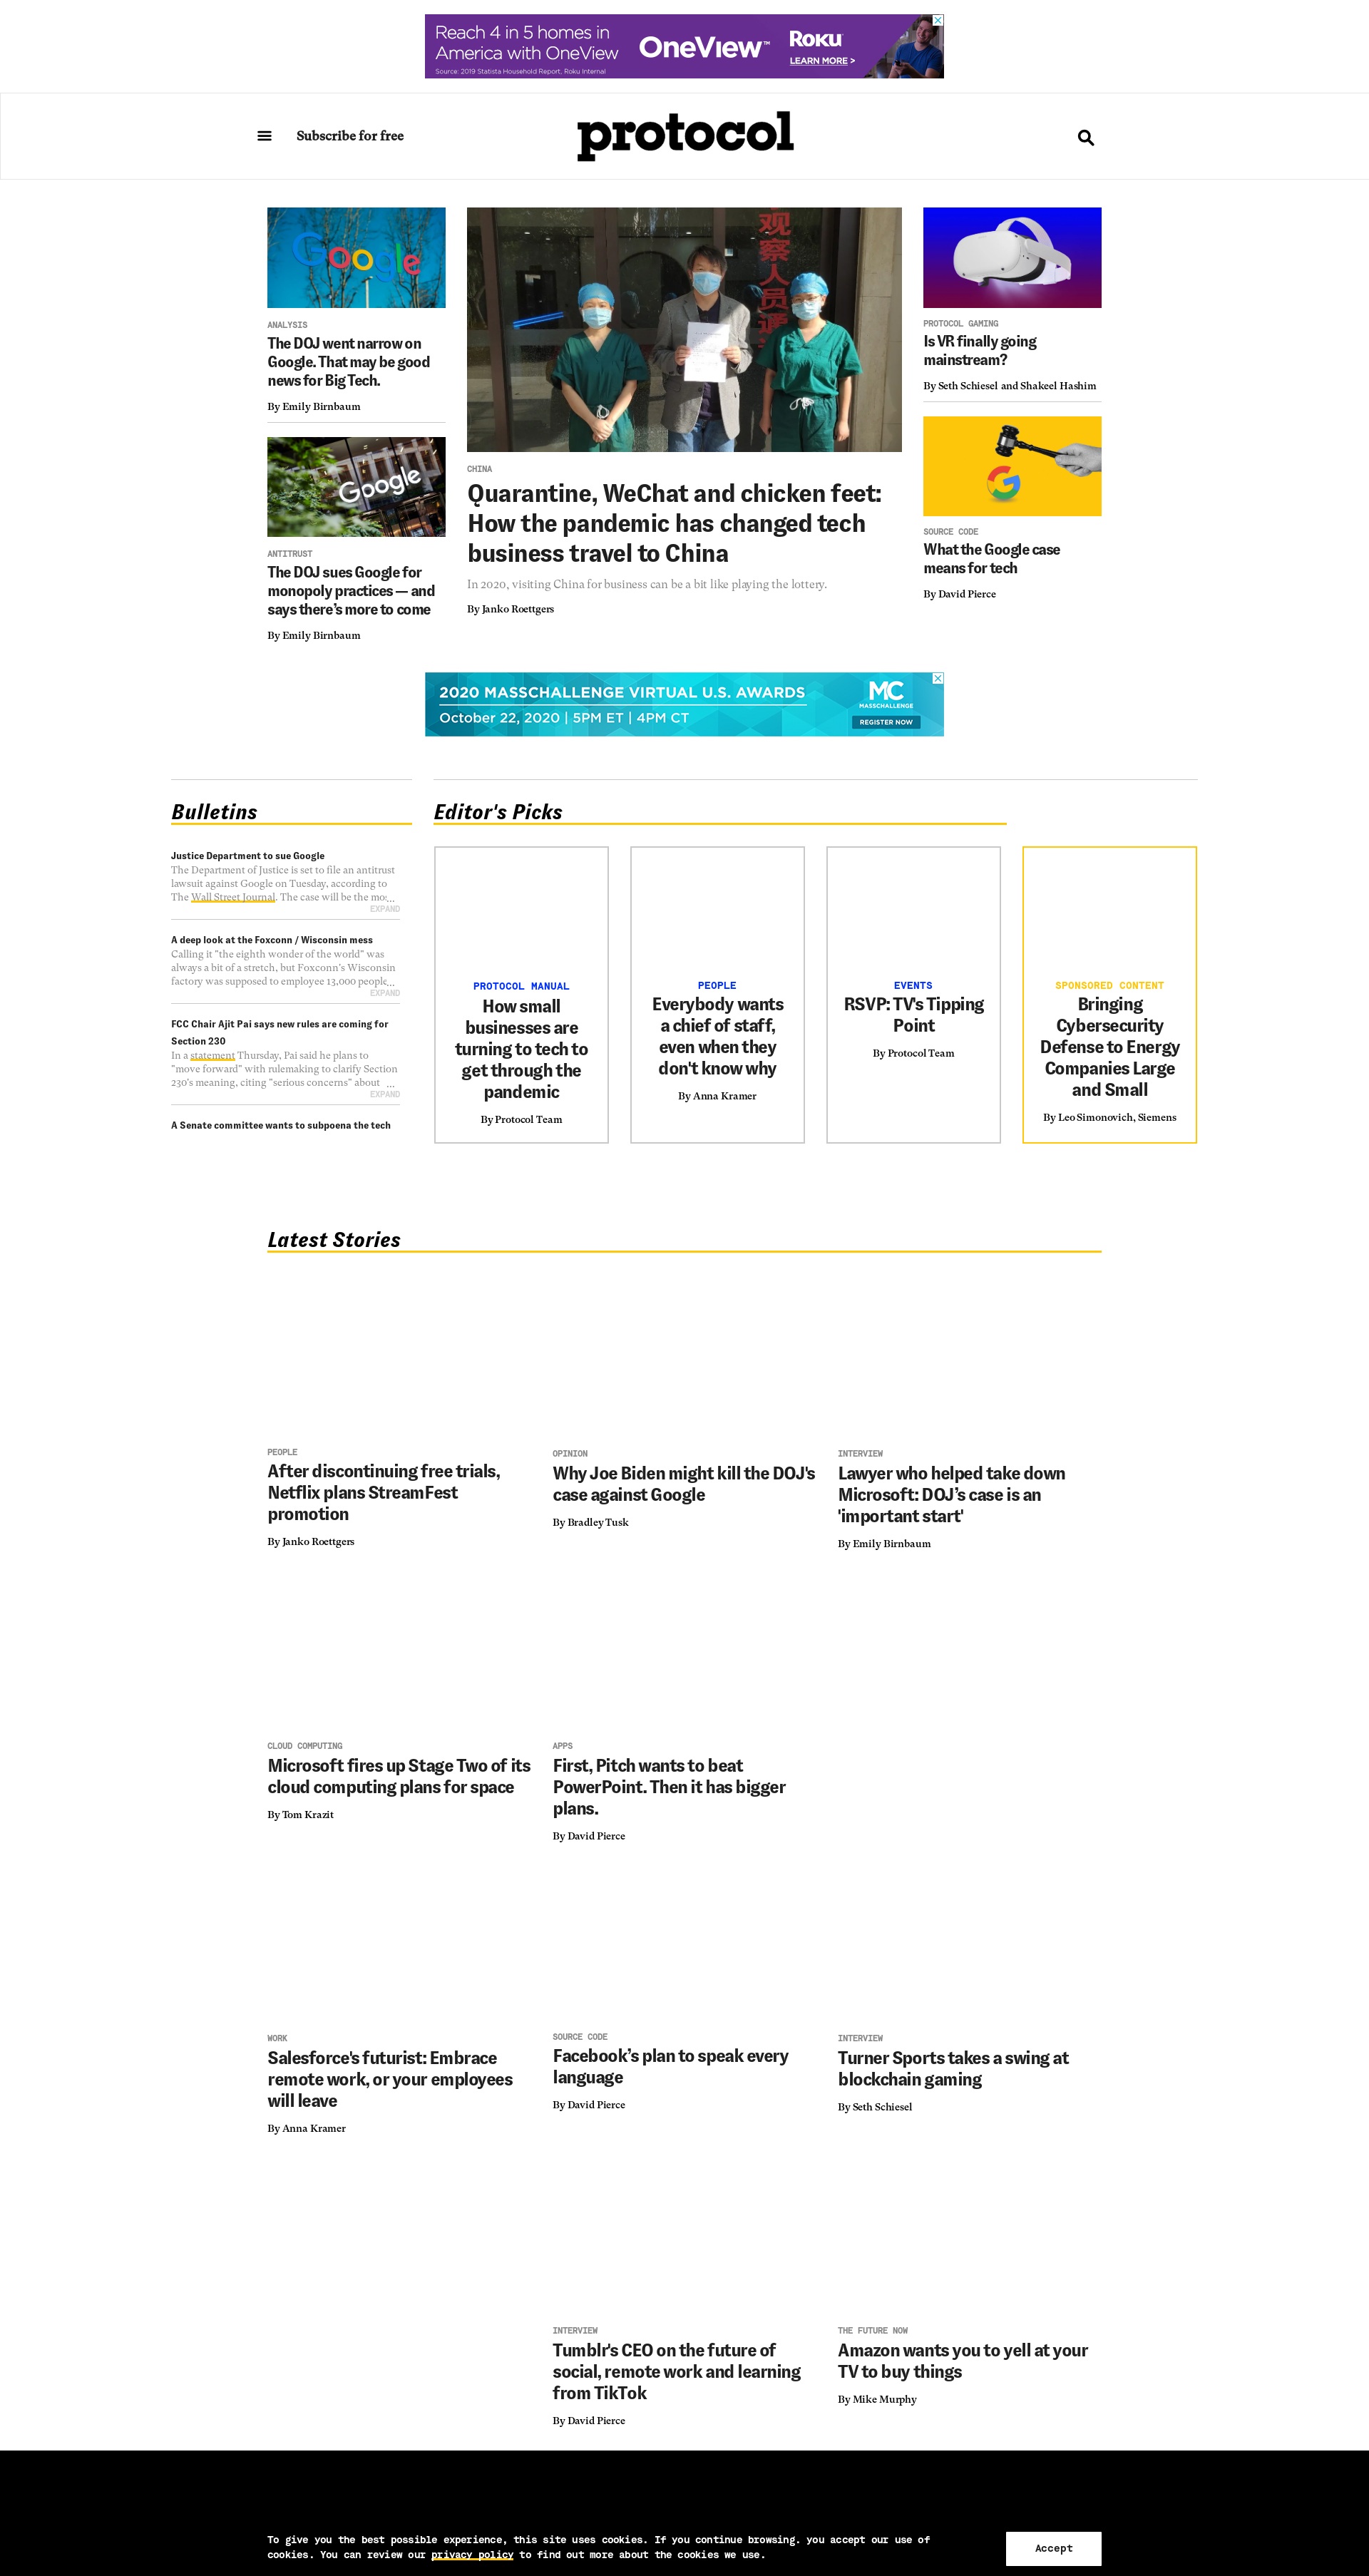 Reach 4 in 5 homes in
America with OneView
Source: 2019 Statista Household Report, Roku Internal
OneView™
ROKU
LEARN MORE >
Subscribe for free
protocol
Google
ANALYSIS
The DOJ went narrow on
Google. That may be good
news for Big Tech.
By Emily Birnbaum
Google
ANTITRUST
The DOJ sues Google for
monopoly practices — and
says there’s more to come
By Emily Birnbaum
观察人员通
CHINA
Quarantine, WeChat and chicken feet:
How the pandemic has changed tech
business travel to China
In 2020, visiting China for business can be a bit like playing the lottery.
By Janko Roettgers
PROTOCOL GAMING
Is VR finally going
mainstream?
By Seth Schiesel and Shakeel Hashim
G
SOURCE CODE
What the Google case
means for tech
By David Pierce
2020 MASSCHALLENGE VIRTUAL U.S. AWARDS
October 22, 2020 | 5PM ET | 4PM CT
MC
MASSCHALLENGE
REGISTER NOW
Bulletins
Justice Department to sue Google
The Department of Justice is set to file an antitrust
lawsuit against Google on Tuesday, according to
The Wall Street Journal. The case will be the mos...
EXPAND
A deep look at the Foxconn / Wisconsin mess
Calling it "the eighth wonder of the world" was
always a bit of a stretch, but Foxconn's Wisconsin
factory was supposed to employee 13,000 people...
EXPAND
FCC Chair Ajit Pai says new rules are coming for
Section 230
In a statement Thursday, Pai said he plans to
"move forward" with rulemaking to clarify Section
230's meaning, citing "serious concerns" about ...
EXPAND
A Senate committee wants to subpoena the tech
Editor's Picks
PROTOCOL MANUAL
How small
businesses are
turning to tech to
get through the
pandemic
By Protocol Team
PEOPLE
Everybody wants
a chief of staff,
even when they
don't know why
By Anna Kramer
EVENTS
RSVP: TV's Tipping
Point
By Protocol Team
SPONSORED CONTENT
Bringing
Cybersecurity
Defense to Energy
Companies Large
and Small
By Leo Simonovich, Siemens
Latest Stories
PEOPLE
After discontinuing free trials,
Netflix plans StreamFest
promotion
By Janko Roettgers
OPINION
Why Joe Biden might kill the DOJ's
case against Google
By Bradley Tusk
INTERVIEW
Lawyer who helped take down
Microsoft: DOJ’s case is an
'important start'
By Emily Birnbaum
CLOUD COMPUTING
Microsoft fires up Stage Two of its
cloud computing plans for space
By Tom Krazit
APPS
First, Pitch wants to beat
PowerPoint. Then it has bigger
plans.
By David Pierce
WORK
Salesforce's futurist: Embrace
remote work, or your employees
will leave
By Anna Kramer
SOURCE CODE
Facebook’s plan to speak every
language
By David Pierce
INTERVIEW
Turner Sports takes a swing at
blockchain gaming
By Seth Schiesel
INTERVIEW
Tumblr's CEO on the future of
social, remote work and learning
from TikTok
By David Pierce
THE FUTURE NOW
Amazon wants you to yell at your
TV to buy things
By Mike Murphy
To give you the best possible experience, this site uses cookies. If you continue browsing. you accept our use of
cookies. You can review our privacy policy to find out more about the cookies we use.
Accept